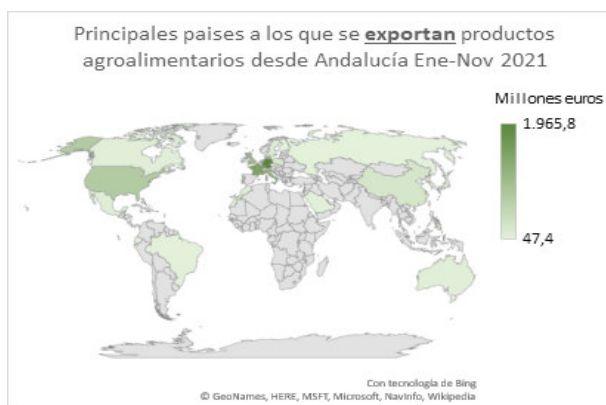 Principales paises a los que se exportan productos
agroalimentarios desde Andalucía Ene-Nov 2021
Millones euros
1.965,8
47,4
Con tecnología de Bing
© GeoNames, HERE, MSFT, Microsoft, NavInfo, Wikipedia